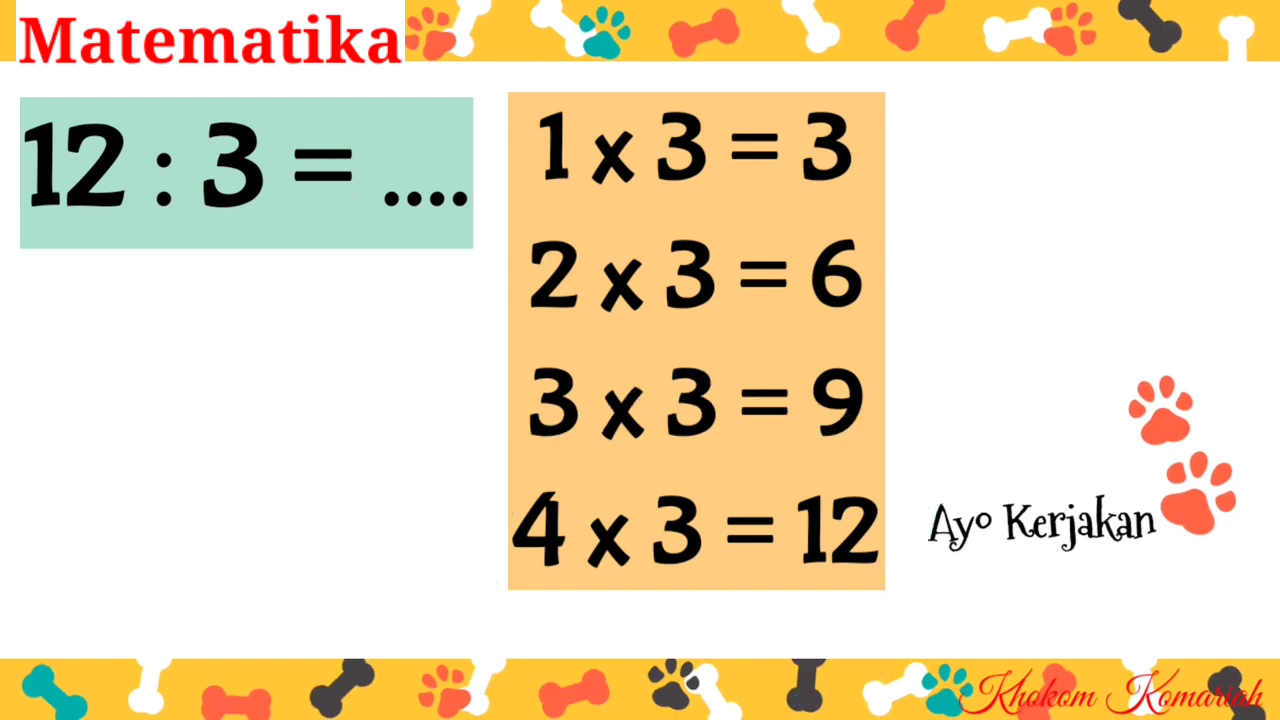 Matematika
12 : 3 = ....
1 x 3 = 3
2 x 3 = 6
3 x 3 = 9
4 x 3 = 12
Ayo Kerjakan
Khokom Komariah